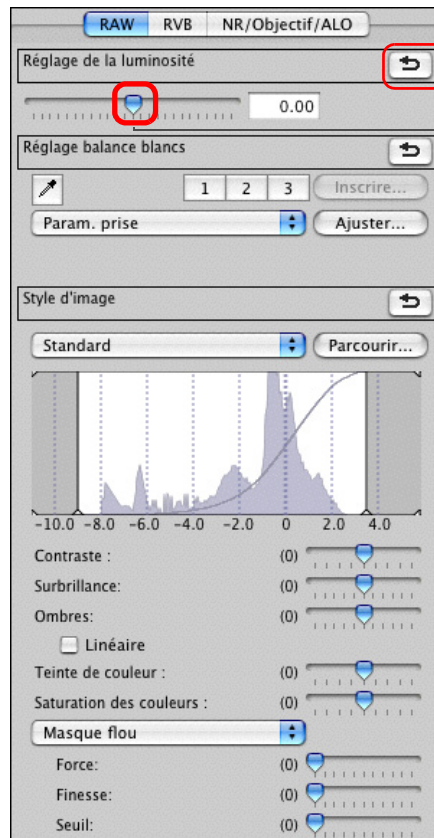 RAW RVB NR/Objectif/ALO
Réglage de la luminosité
0.00
Réglage balance blancs
1 2 3 Inscrire...
Param. prise Ajuster...
Style d'image
Standard Parcourir...
-10.0 -8.0 -6.0 -4.0 -2.0 0 2.0 4.0
Contraste : (0)
Surbrillance: (0)
Ombres: (0)
Linéaire
Teinte de couleur : (0)
Saturation des couleurs : (0)
Masque flou
Force: (0)
Finesse: (0)
Seuil: (0)